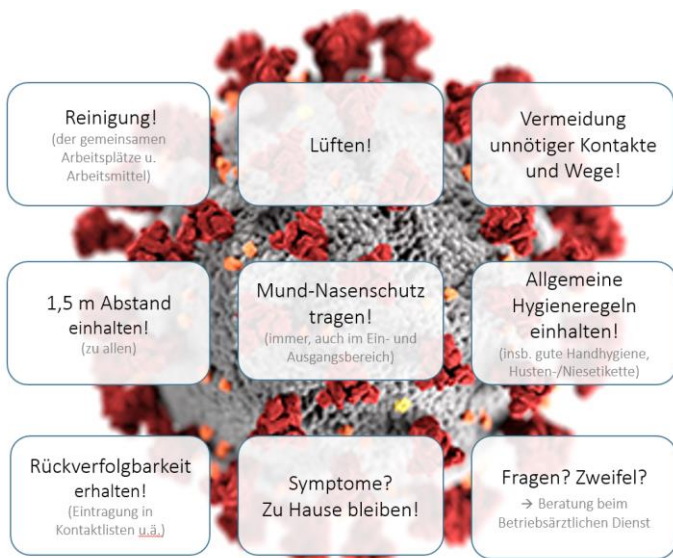 Reinigung!
(der gemeinsamen
Arbeitsplätze u.
Arbeitsmittel)
Lüften!
Vermeidung
unnötiger Kontakte
und Wege!
1,5 m Abstand
einhalten!
(zu allen)
Mund-Nasenschutz
tragen!
(immer, auch im Ein- und
Ausgangsbereich)
Allgemeine
Hygieneregeln
einhalten!
(insb. gute Handhygiene,
Husten-/Niesetikette)
Rückverfolgbarkeit
erhalten!
(Eintragung in
Kontaktlisten u.ä.)
Symptome?
Zu Hause bleiben!
Fragen? Zweifel?
→ Beratung beim
Betriebsärztlichen Dienst